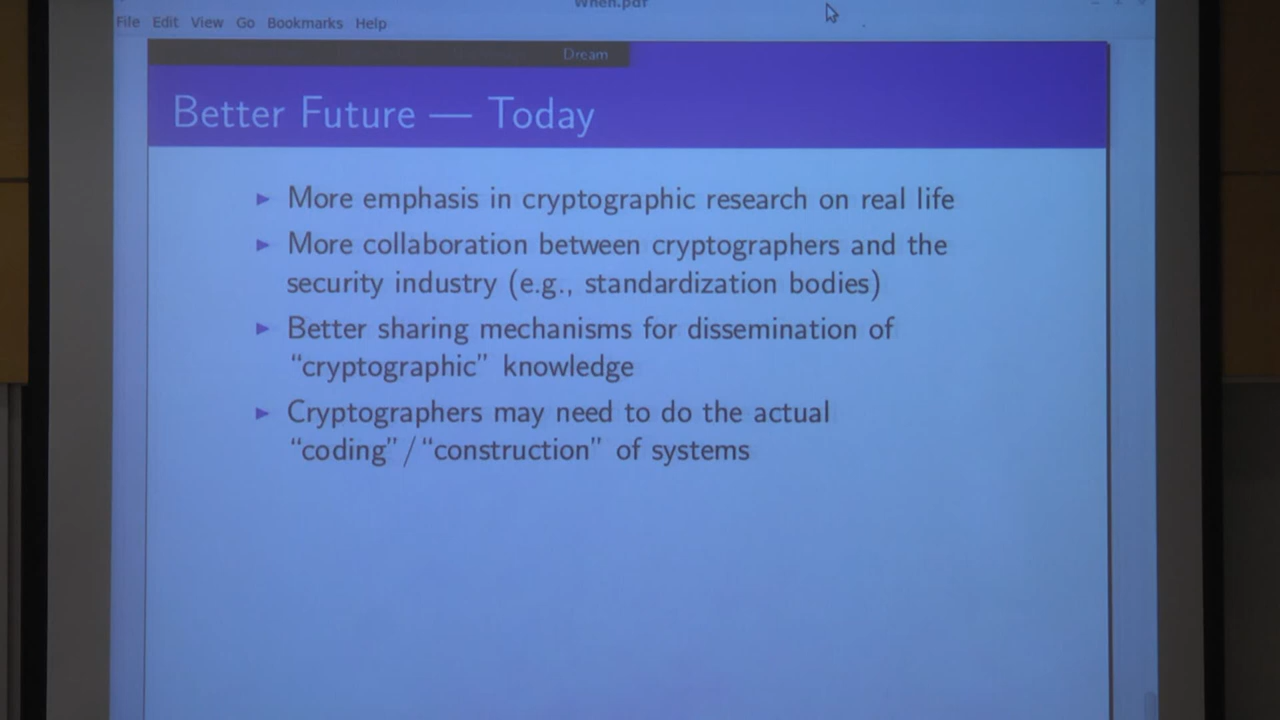 When.pdf
File Edit View Go Bookmarks Help
Dream
Better Future — Today
More emphasis in cryptographic research on real life
More collaboration between cryptographers and the
security industry (e.g., standardization bodies)
Better sharing mechanisms for dissemination of
“cryptographic” knowledge
Cryptographers may need to do the actual
“coding”/“construction” of systems